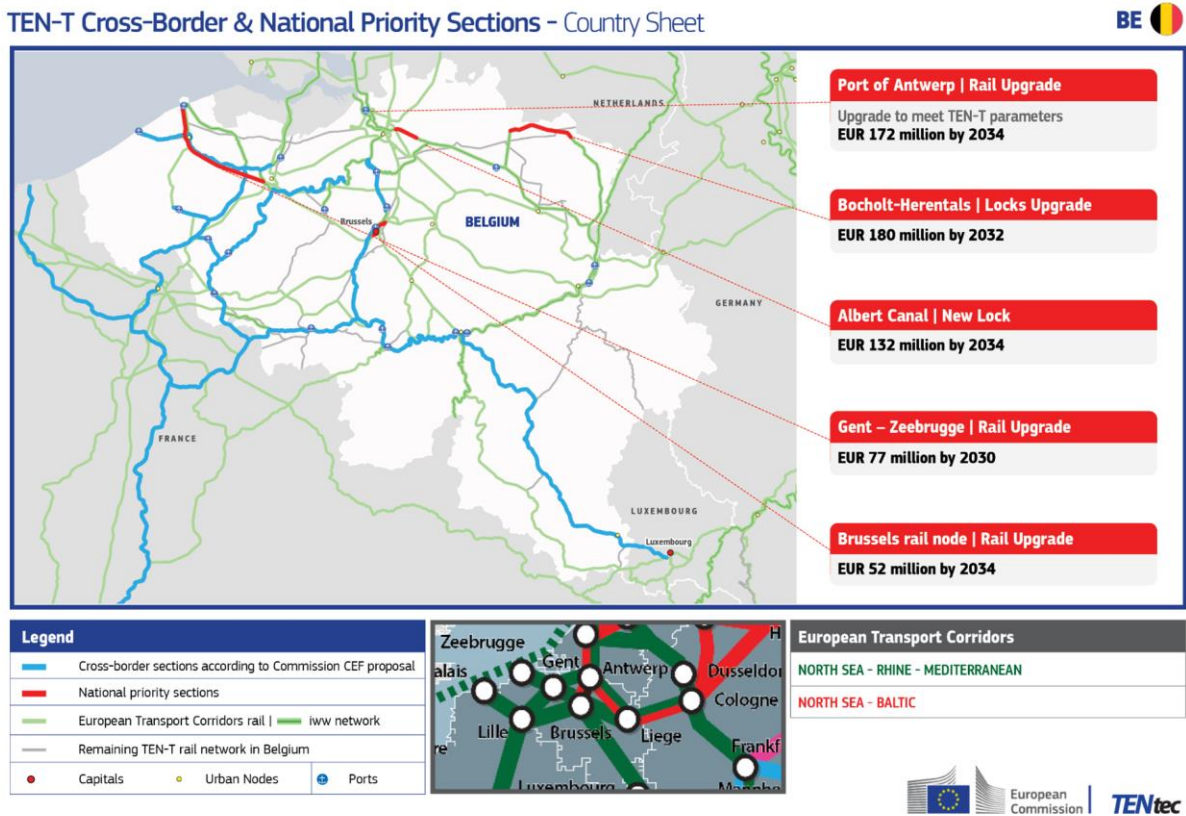 TEN-T Cross-Border & National Priority Sections - Country Sheet
BE
NETHERLANDS
Brussels
BELGIUM
GERMANY
FRANCE
LUXEMBOURG
Luxembourg
Port of Antwerp | Rail Upgrade
Upgrade to meet TEN-T parameters
EUR 172 million by 2034
Bocholt-Herentals | Locks Upgrade
EUR 180 million by 2032
Albert Canal | New Lock
EUR 132 million by 2034
Gent – Zeebrugge | Rail Upgrade
EUR 77 million by 2030
Brussels rail node | Rail Upgrade
EUR 52 million by 2034
Legend
Cross-border sections according to Commission CEF proposal
National priority sections
European Transport Corridors rail | iww network
Remaining TEN-T rail network in Belgium
Capitals
Urban Nodes
Ports
Zeebrugge
H
alais
Gent
Antwerp
Dusseldor
Cologne
Lille
Brussels
Liege
re
Frankf
Luxembourg
European Transport Corridors
NORTH SEA - RHINE - MEDITERRANEAN
NORTH SEA - BALTIC
European
Commission
TENtec